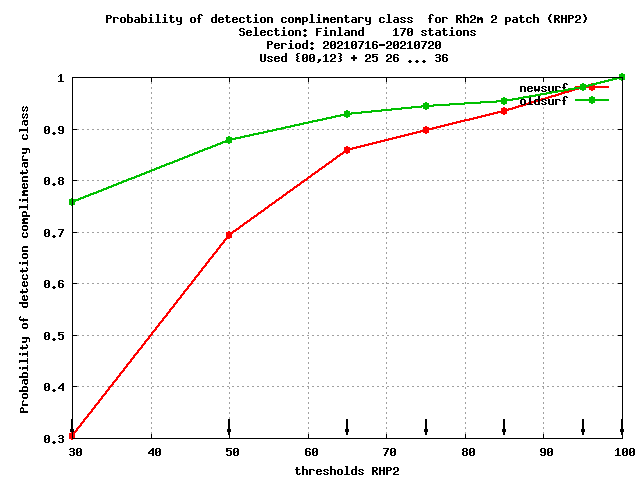 Probability of detection complimentary class  for Rh2m 2 patch (RHP2)
Selection: Finland    170 stations
Period: 20210716-20210720
Used {00,12} + 25 26 ... 36
Probability of detection complimentary class
1
0.9
0.8
0.7
0.6
0.5
0.4
0.3
newsurf
oldsurf
30 40 50 60 70 80 90 100
thresholds RHP2